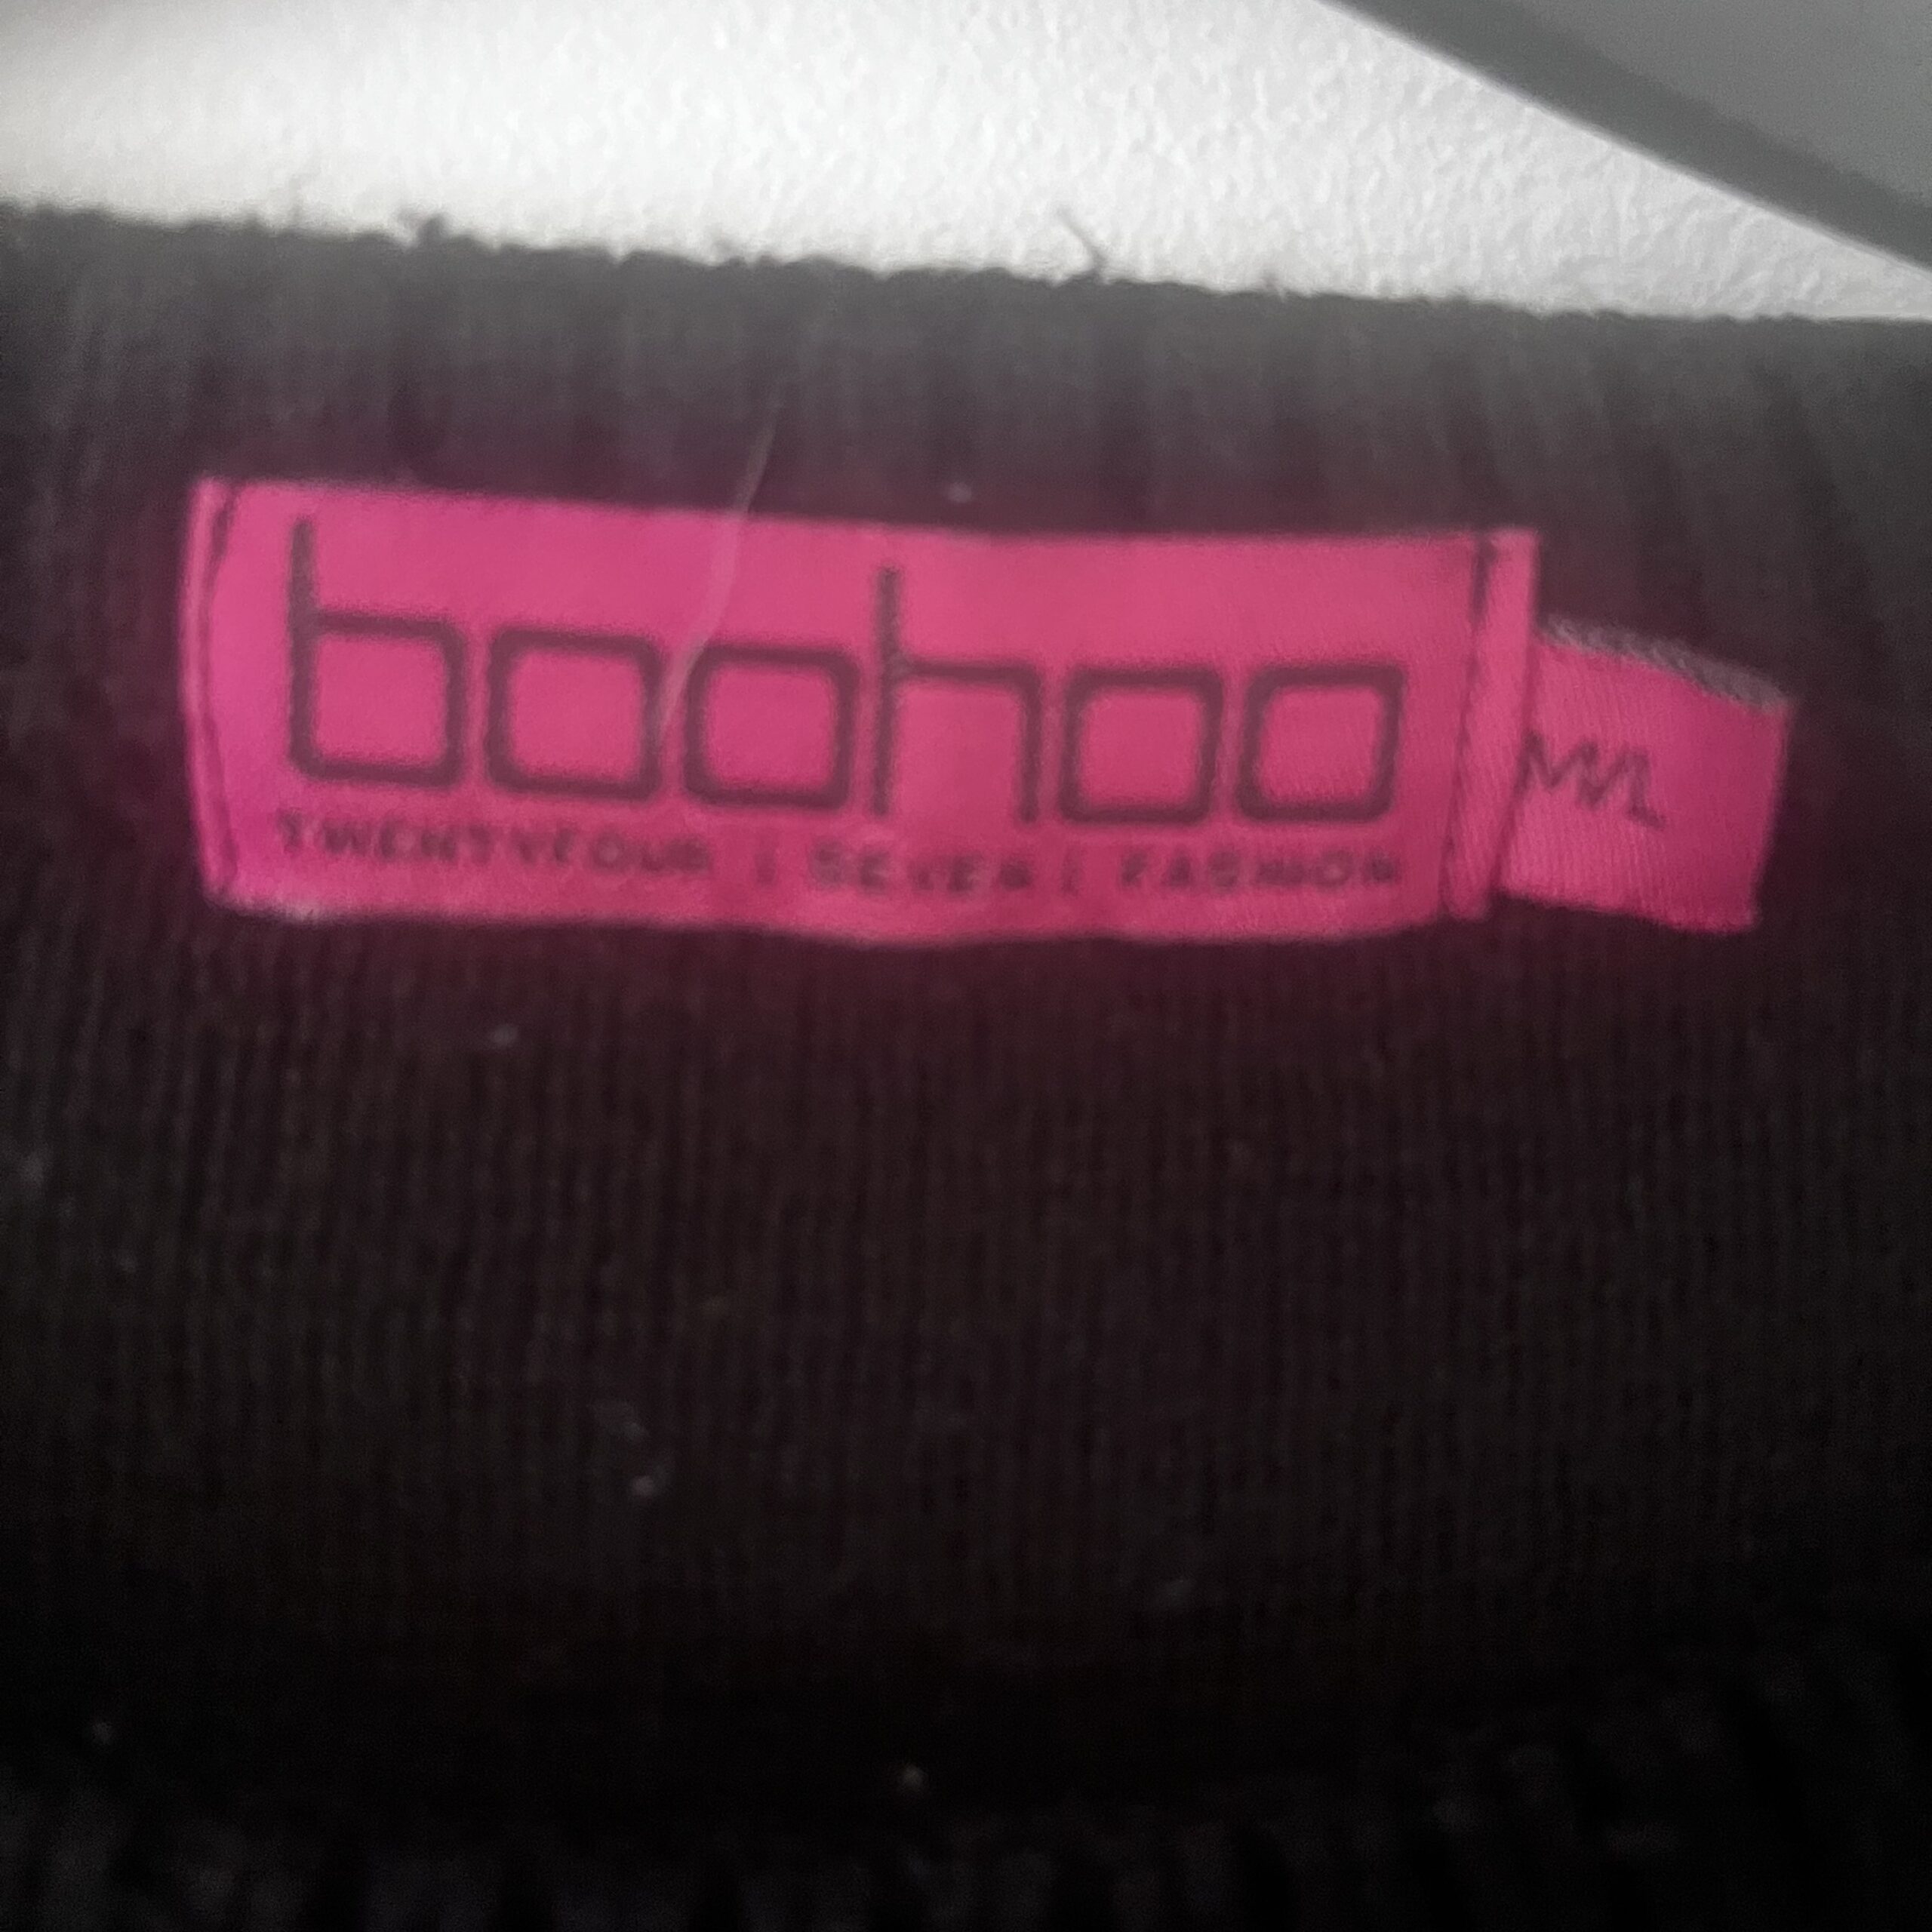 boohoo
TWENTYFOUR | SEVEN | FASHION
M/L